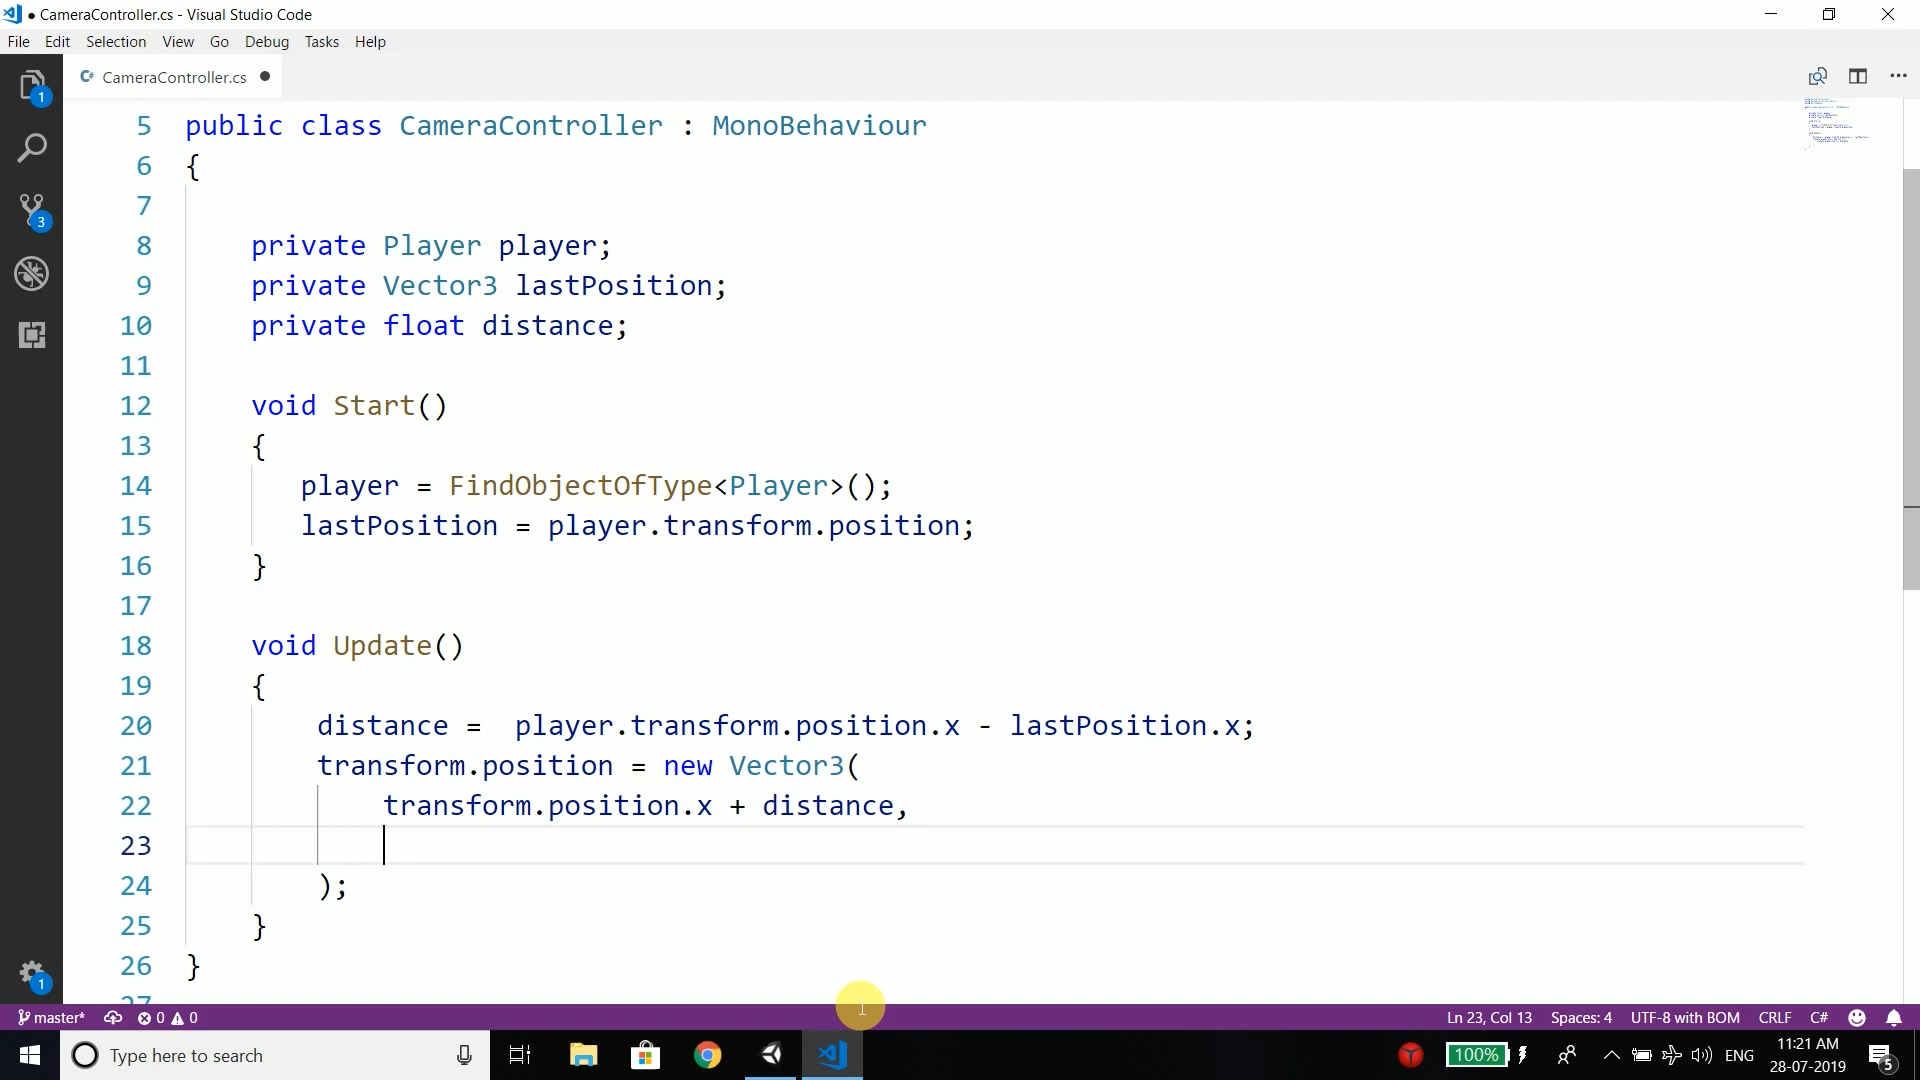 ● CameraController.cs - Visual Studio Code
File Edit Selection View Go Debug Tasks Help
C# CameraController.cs ●
1
3
1
5 public class CameraController : MonoBehaviour
6 {
7
8 private Player player;
9 private Vector3 lastPosition;
10 private float distance;
11
12 void Start()
13 {
14 player = FindObjectOfType<Player>();
15 lastPosition = player.transform.position;
16 }
17
18 void Update()
19 {
20 distance =  player.transform.position.x - lastPosition.x;
21 transform.position = new Vector3(
22 transform.position.x + distance,
23
24 );
25 }
26 }
27
master* 0 0 Ln 23, Col 13 Spaces: 4 UTF-8 with BOM CRLF C#
Type here to search 100% ENG 11:21 AM
28-07-2019 5